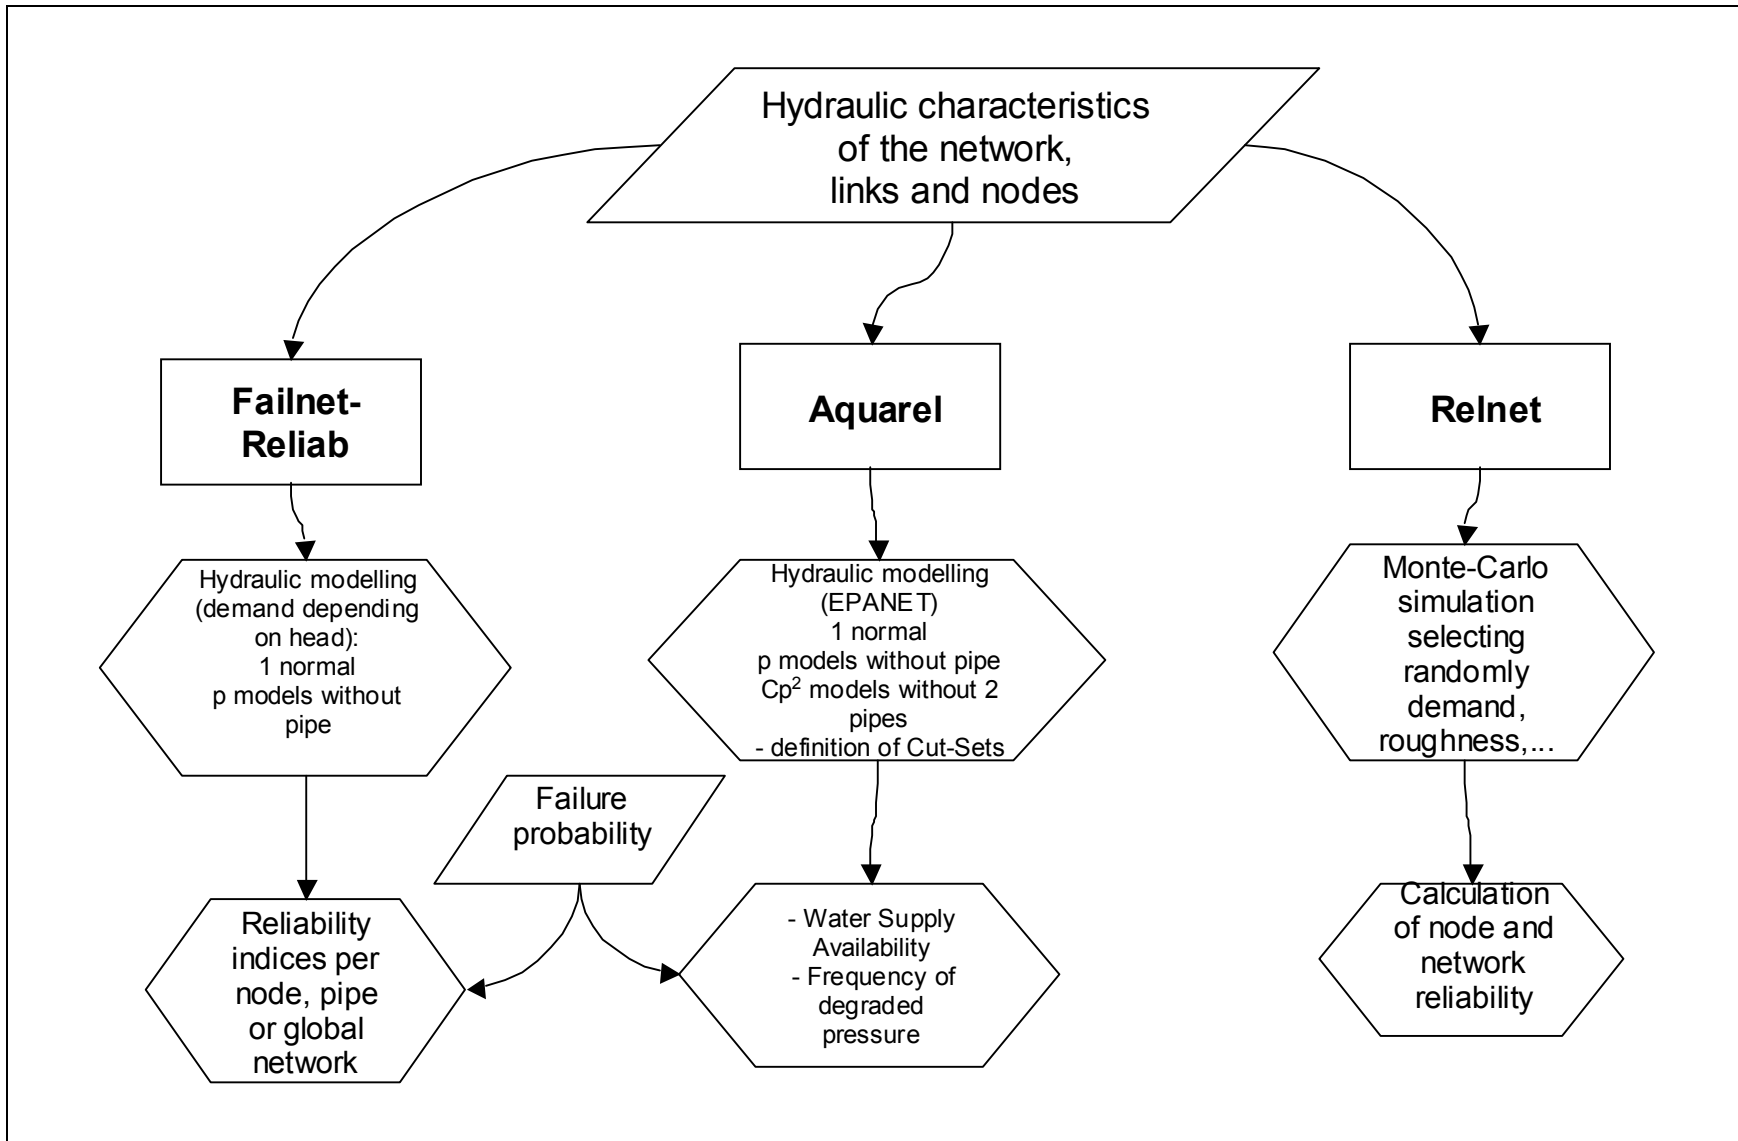 Hydraulic characteristics
of the network,
links and nodes
Failnet-
Reliab
Aquarel
Relnet
Hydraulic modelling
(demand depending
on head):
1 normal
p models without
pipe
Hydraulic modelling
(EPANET)
1 normal
p models without pipe
Cp² models without 2
pipes
- definition of Cut-Sets
Monte-Carlo
simulation
selecting
randomly
demand,
roughness,...
Failure
probability
Reliability
indices per
node, pipe
or global
network
- Water Supply
Availability
- Frequency of
degraded
pressure
Calculation
of node and
network
reliability